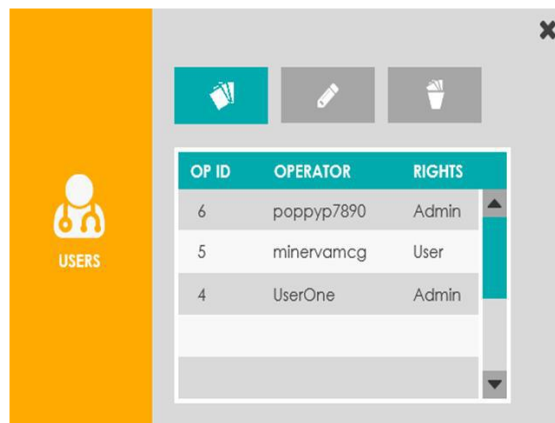 USERS
OP ID OPERATOR RIGHTS
6 poppyp7890 Admin
5 minervamcg User
4 UserOne Admin